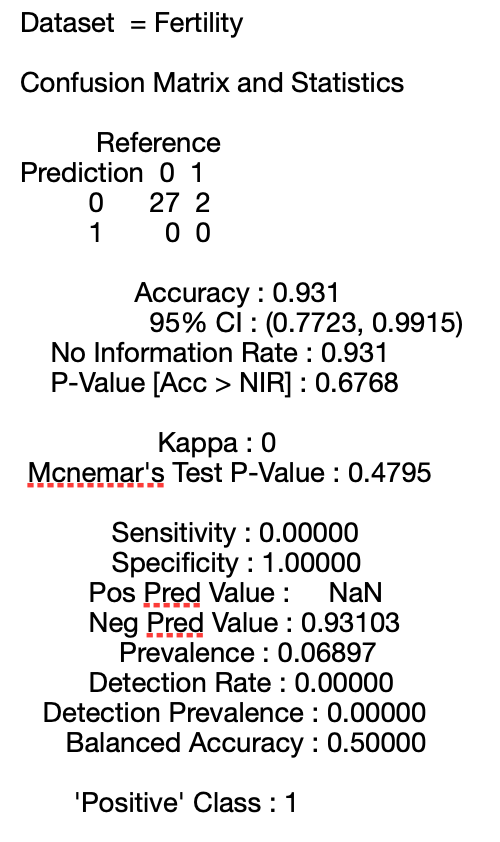 Dataset = Fertility
Confusion Matrix and Statistics
Reference
Prediction 0 1
0 27 2
1 0 0
Accuracy : 0.931
95% CI : (0.7723, 0.9915)
No Information Rate : 0.931
P-Value [Acc > NIR] : 0.6768
Kappa : 0
Mcnemar's Test P-Value : 0.4795
Sensitivity : 0.00000
Specificity : 1.00000
Pos Pred Value : NaN
Neg Pred Value : 0.93103
Prevalence : 0.06897
Detection Rate : 0.00000
Detection Prevalence : 0.00000
Balanced Accuracy : 0.50000
'Positive' Class : 1